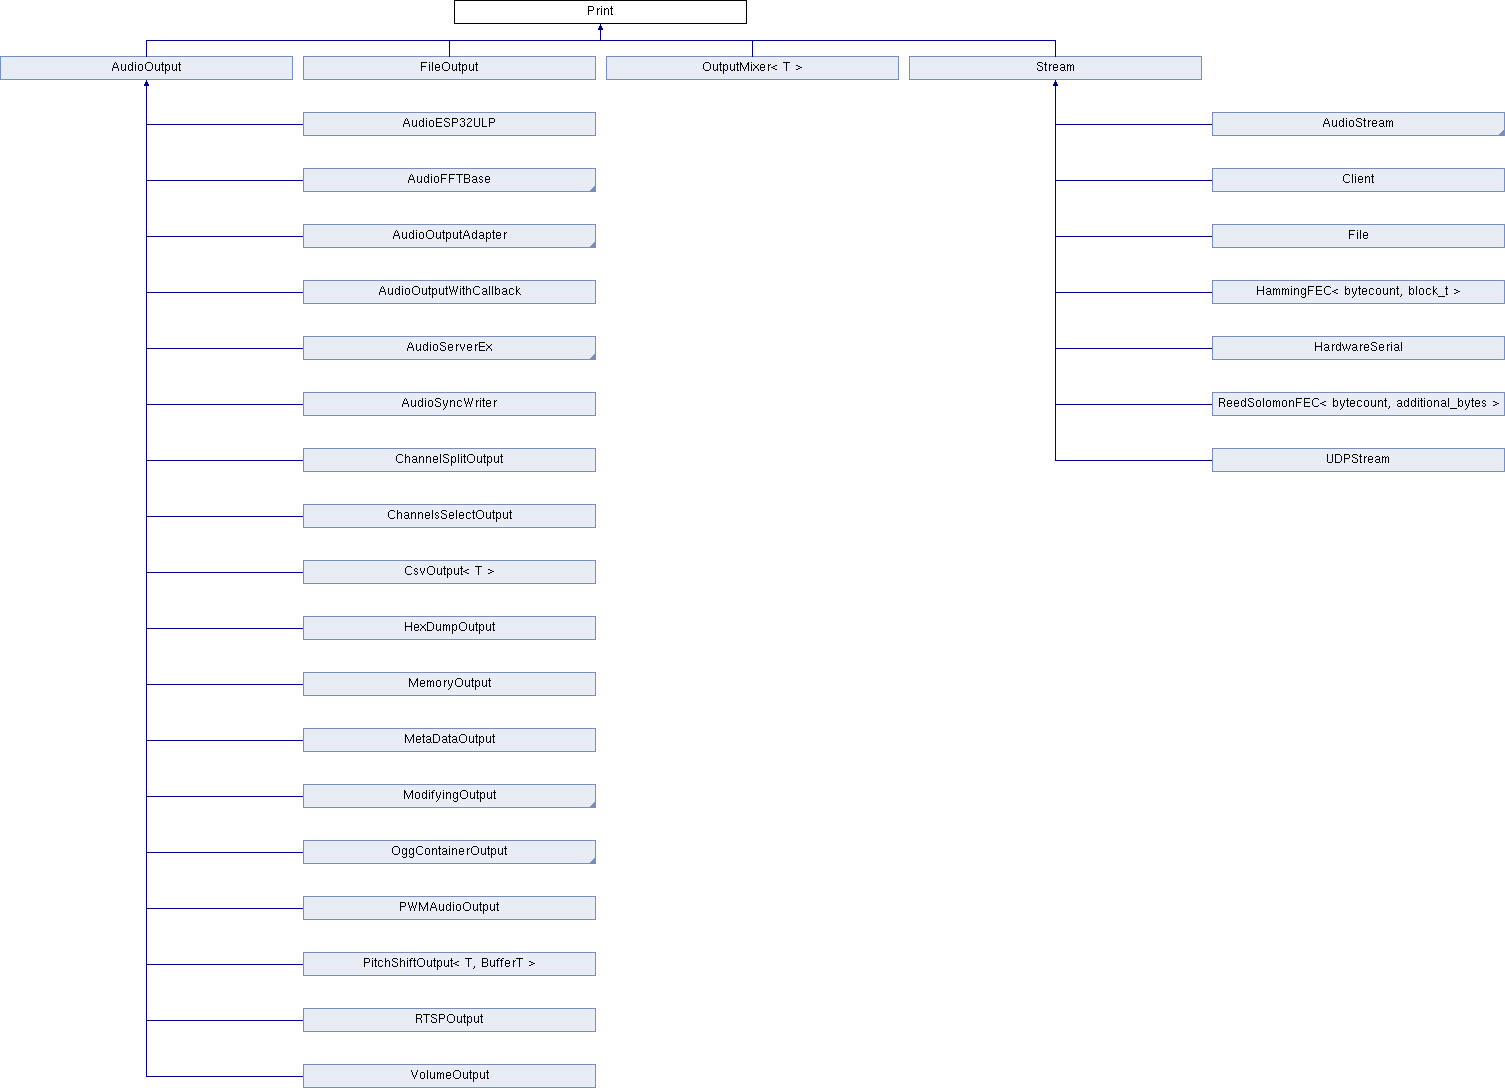 Print
AudioOutput
FileOutput
OutputMixer< T >
Stream
AudioESP32ULP
AudioStream
AudioFFTBase
Client
AudioOutputAdapter
File
AudioOutputWithCallback
HammingFEC< bytecount, block_t >
AudioServerEx
HardwareSerial
AudioSyncWriter
ReedSolomonFEC< bytecount, additional_bytes >
ChannelSplitOutput
UDPStream
ChannelsSelectOutput
CsvOutput< T >
HexDumpOutput
MemoryOutput
MetaDataOutput
ModifyingOutput
OggContainerOutput
PWMAudioOutput
PitchShiftOutput< T, BufferT >
RTSPOutput
VolumeOutput